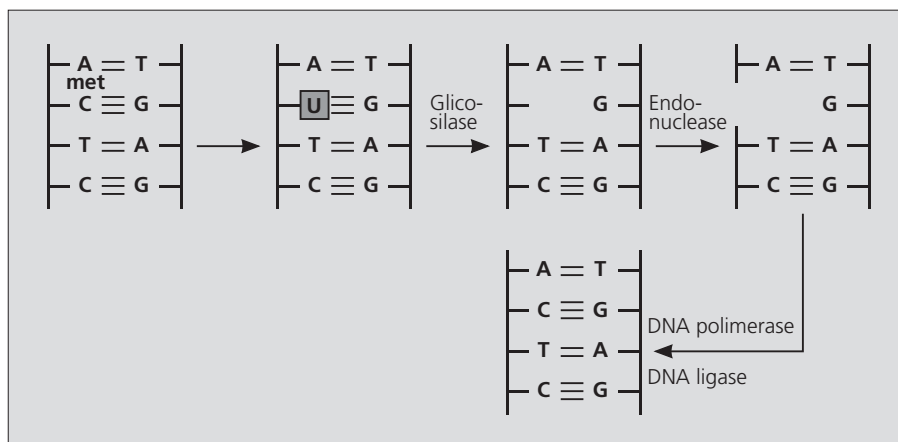 A = T
met
C ≡ G
T = A
C ≡ G
A = T
U ≡ G
T = A
C ≡ G
Glico-
silase
A = T
G
T = A
C ≡ G
Endo-
nuclease
A = T
G
T = A
C ≡ G
A = T
C ≡ G
T = A
C ≡ G
DNA polimerase
DNA ligase